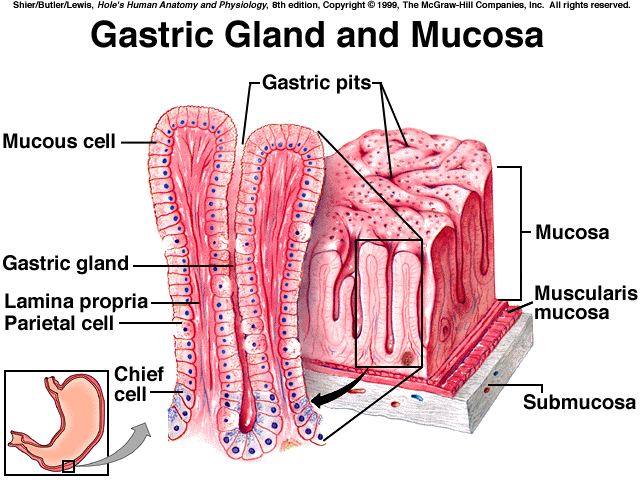 Shier/Butler/Lewis, Hole's Human Anatomy and Physiology, 8th edition, Copyright © 1999, The McGraw-Hill Companies, Inc. All rights reserved.
Gastric Gland and Mucosa
Gastric pits
Mucous cell
Mucosa
Gastric gland
Lamina propria
Parietal cell
Muscularis
mucosa
Chief
cell
Submucosa